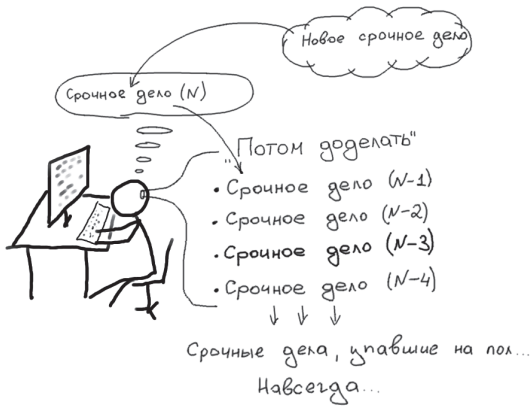 Новое срочное дело
Срочное дело (N)
"Потом доделать"
• Срочное дело (N-1)
• Срочное дело (N-2)
• Срочное дело (N-3)
• Срочное дело (N-4)
Срочные дела, упавшие на пол...
Навсегда...